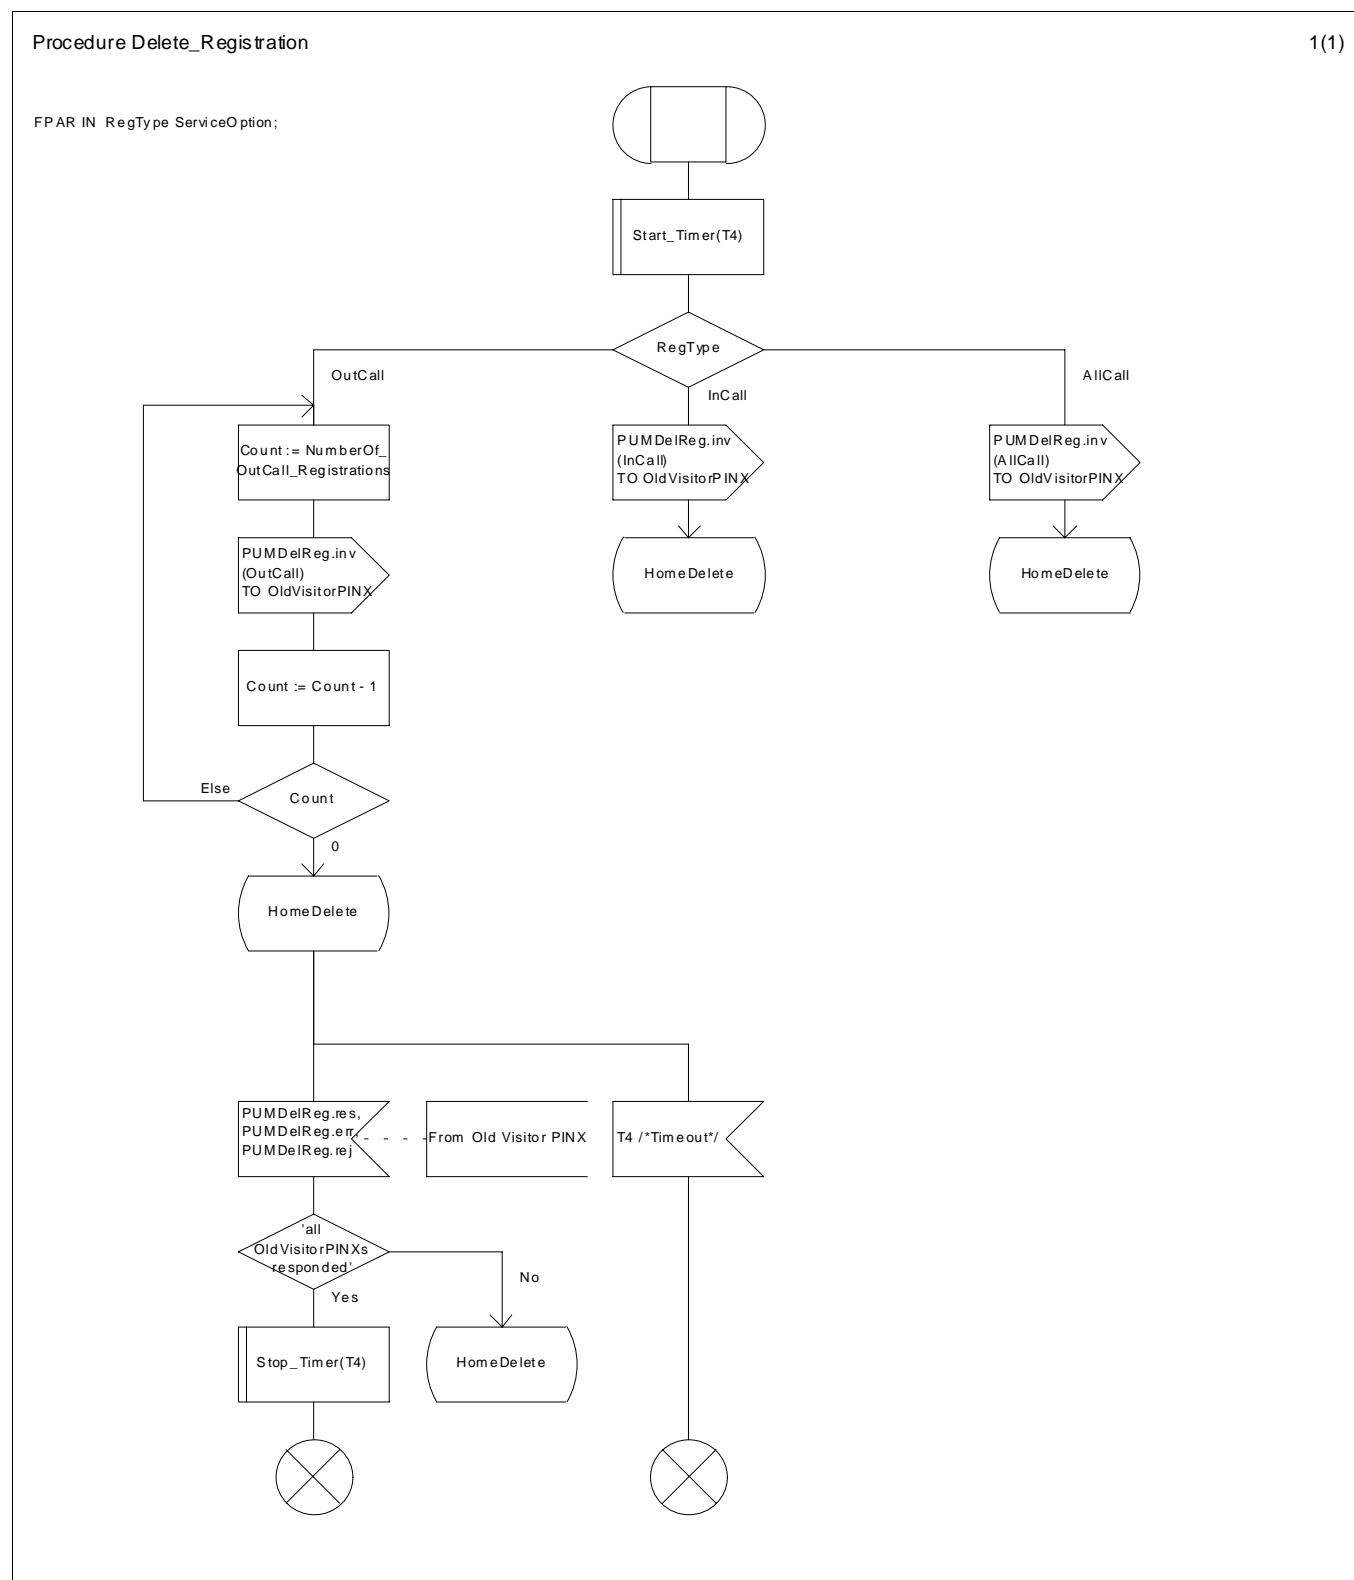 Procedure Delete_Registration
1(1)
FPAR IN RegType ServiceOption;
Start_Timer(T4)
RegType
OutCall
InCall
AllCall
Count := NumberOf_
OutCall_Registrations
PUMDelReg.inv
(InCall)
TO OldVisitorPINX
PUMDelReg.inv
(AllCall)
TO OldVisitorPINX
PUMDelReg.inv
(OutCall)
TO OldVisitorPINX
HomeDelete
HomeDelete
Count := Count - 1
Else
Count
0
HomeDelete
PUMDelReg.res,
PUMDelReg.err,
PUMDelReg.rej
From Old Visitor PINX
T4 /*Timeout*/
'all
OldVisitorPINXs
responded'
No
Yes
Stop_Timer(T4)
HomeDelete